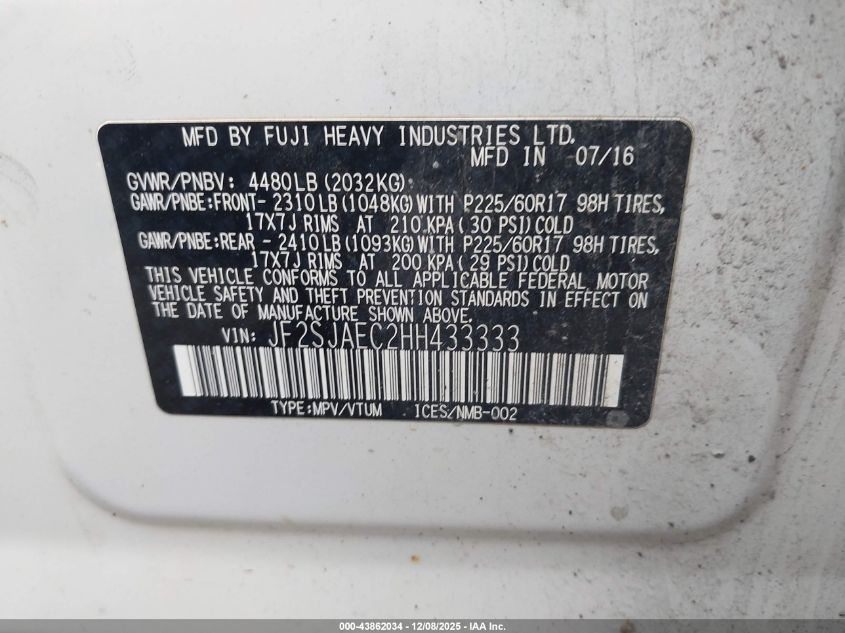 MFD BY FUJI HEAVY INDUSTRIES LTD.
MFD IN 07/16
GVWR/PNBV: 4480LB (2032KG)
GAWR/PNBE:FRONT- 2310LB (1048KG) WITH P225/60R17 98H TIRES,
17X7J RIMS AT 210 KPA( 30 PSI) COLD
GAWR/PNBE:REAR - 2410LB (1093KG) WITH P225/60R17 98H TIRES,
17X7J RIMS AT 200 KPA( 29 PSI) COLD
THIS VEHICLE CONFORMS TO ALL APPLICABLE FEDERAL MOTOR
VEHICLE SAFETY AND THEFT PREVENTION STANDARDS IN EFFECT ON
THE DATE OF MANUFACTURE SHOWN ABOVE.
VIN: JF2SJAEC2HH433333
TYPE:MPV/VTUM ICES/NMB-002
000-43862034 - 12/08/2025 - IAA Inc.